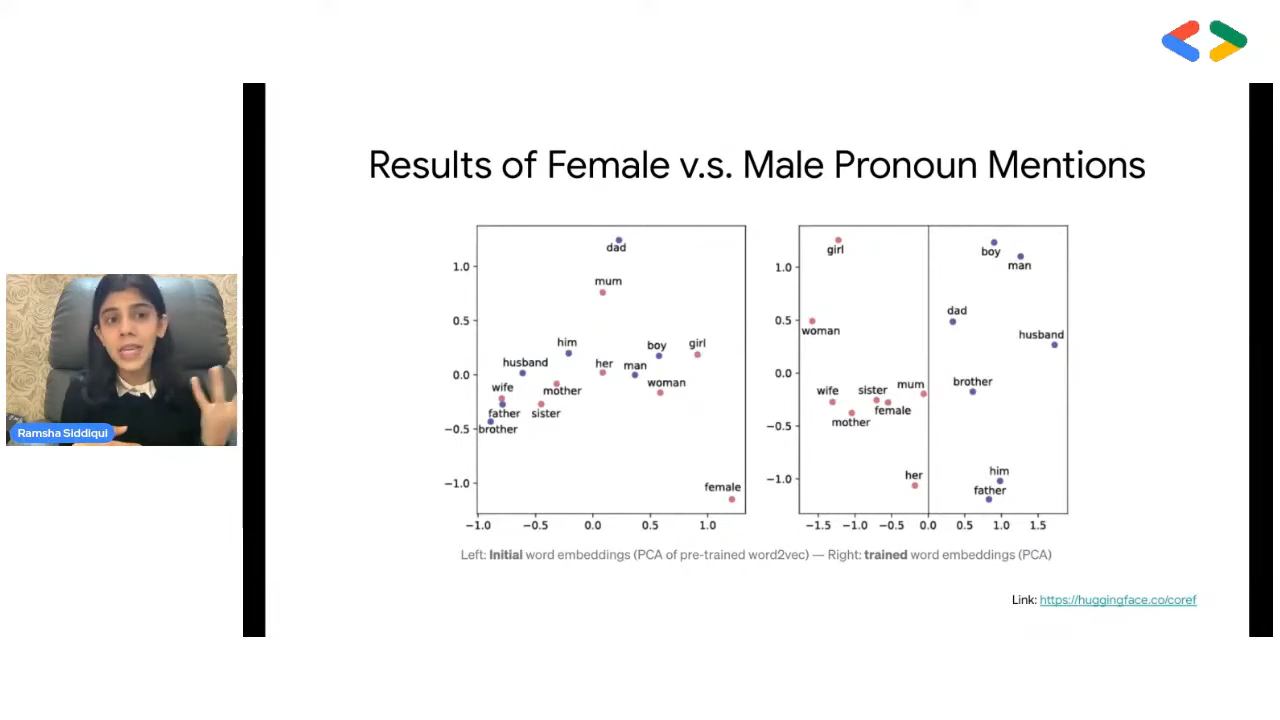 Results of Female v.s. Male Pronoun Mentions
dad
mum
him
boy
girl
husband
her
man
wife
mother
woman
father
sister
brother
female
1.0
0.5
0.0
−0.5
−1.0
−1.0
−0.5
0.0
0.5
1.0
girl
boy
man
dad
woman
husband
wife
sister
mum
brother
female
mother
her
him
father
1.0
0.5
0.0
−0.5
−1.0
−1.5
−1.0
−0.5
0.0
0.5
1.0
1.5
Left: Initial word embeddings (PCA of pre-trained word2vec) — Right: trained word embeddings (PCA)
Link: https://huggingface.co/coref
Ramsha Siddiqui